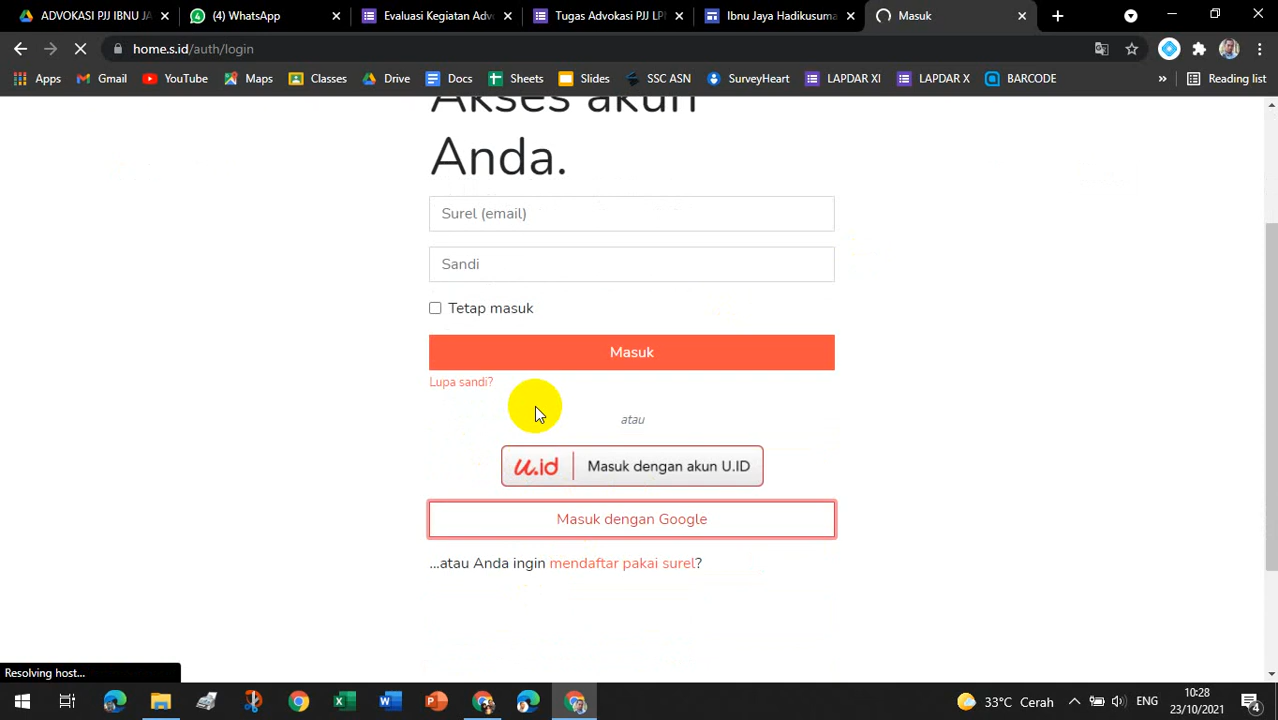 ADVOKASI PJJ IBNU JA
(4) WhatsApp
Evaluasi Kegiatan Adv
Tugas Advokasi PJJ LPN
Ibnu Jaya Hadikusuma
Masuk
home.s.id/auth/login
Apps
Gmail
YouTube
Maps
Classes
Drive
Docs
Sheets
Slides
SSC ASN
SurveyHeart
LAPDAR XI
LAPDAR X
BARCODE
»
Reading list
Akses akun
Anda.
Surel (email)
Sandi
Tetap masuk
Masuk
Lupa sandi?
atau
u.id
Masuk dengan akun U.ID
Masuk dengan Google
...atau Anda ingin mendaftar pakai surel?
Resolving host...
33°C Cerah
ENG
10:28
23/10/2021
4